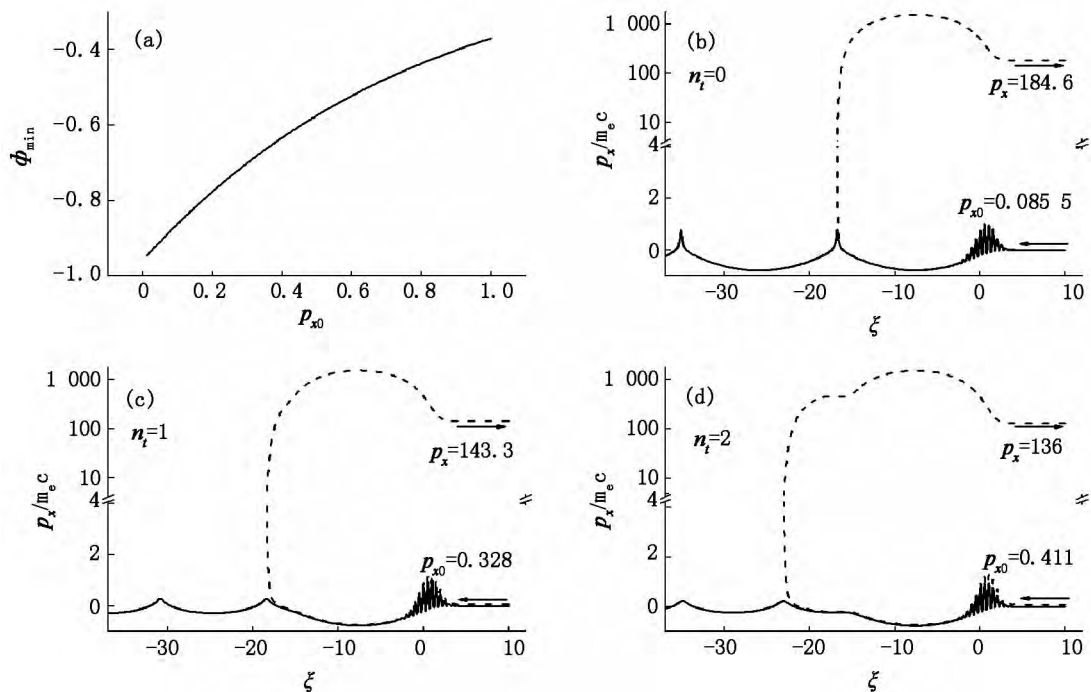 (a)
Φmin
-0.4
-0.6
-0.8
-1.0
0 0.2 0.4 0.6 0.8 1.0
px0
(b)
nt=0
px/mec
1 000
100
10
4
2
0
px=184.6
px0=0.085 5
-30 -20 -10 0 10
ξ
(c)
nt=1
px/mec
1 000
100
10
4
2
0
px=143.3
px0=0.328
-30 -20 -10 0 10
ξ
(d)
nt=2
px/mec
1 000
100
10
4
2
0
px=136
px0=0.411
-30 -20 -10 0 10
ξ